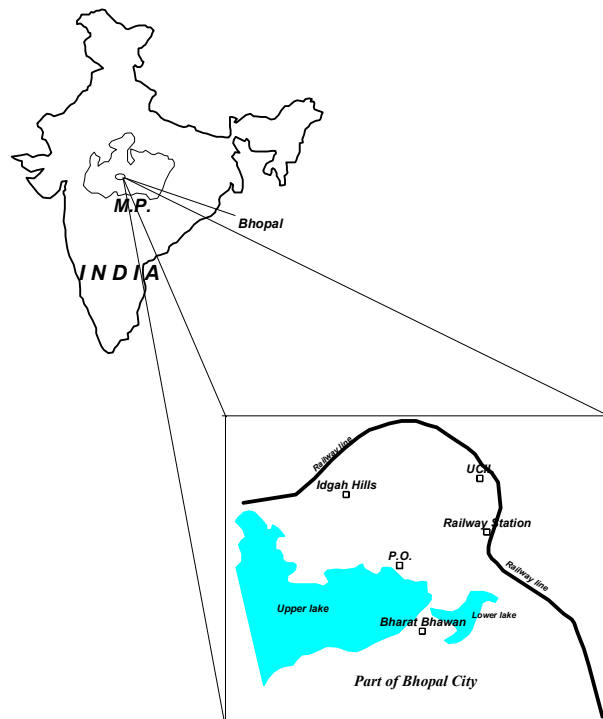 M.P.
Bhopal
INDIA
Railway line
UCIL
Idgah Hills
Railway Station
P.O.
Railway line
Upper lake
Lower lake
Bharat Bhawan
Part of Bhopal City